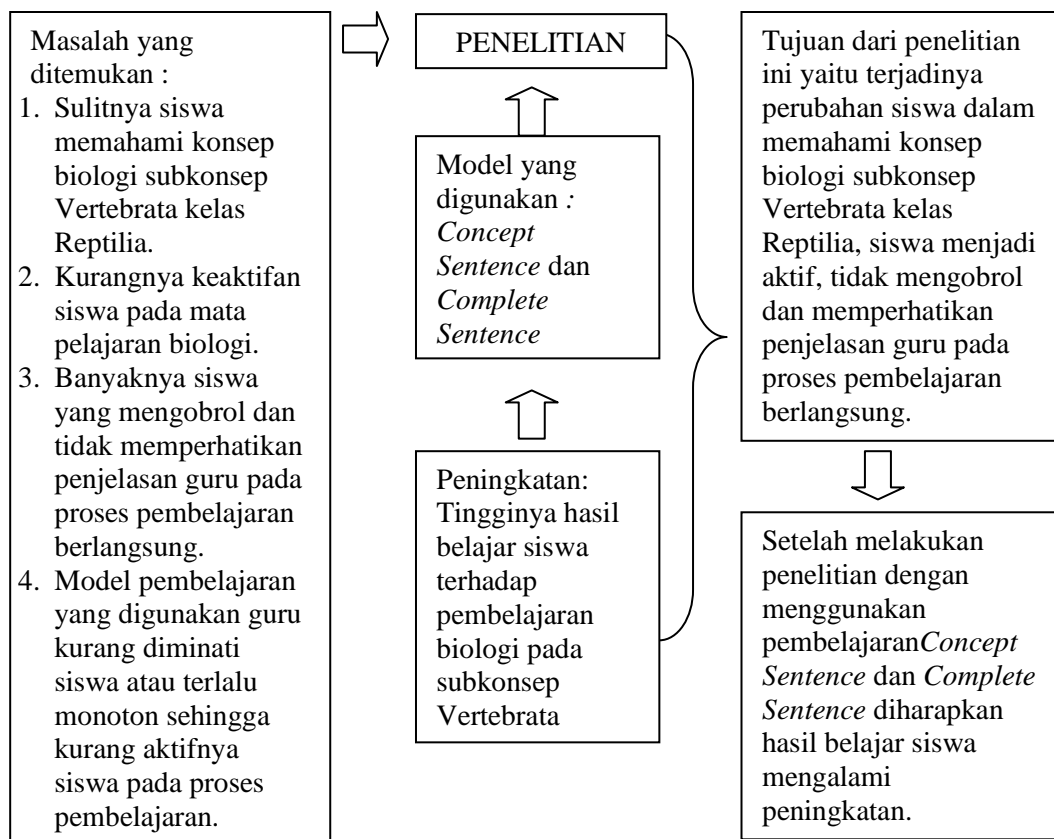 Masalah yang
ditemukan :
1. Sulitnya siswa
memahami konsep
biologi subkonsep
Vertebrata kelas
Reptilia.
2. Kurangnya keaktifan
siswa pada mata
pelajaran biologi.
3. Banyaknya siswa
yang mengobrol dan
tidak memperhatikan
penjelasan guru pada
proses pembelajaran
berlangsung.
4. Model pembelajaran
yang digunakan guru
kurang diminati
siswa atau terlalu
monoton sehingga
kurang aktifnya
siswa pada proses
pembelajaran.
PENELITIAN
Model yang
digunakan :
Concept
Sentence dan
Complete
Sentence
Peningkatan:
Tingginya hasil
belajar siswa
terhadap
pembelajaran
biologi pada
subkonsep
Vertebrata
Tujuan dari penelitian
ini yaitu terjadinya
perubahan siswa dalam
memahami konsep
biologi subkonsep
Vertebrata kelas
Reptilia, siswa menjadi
aktif, tidak mengobrol
dan memperhatikan
penjelasan guru pada
proses pembelajaran
berlangsung.
Setelah melakukan
penelitian dengan
menggunakan
pembelajaranConcept
Sentence dan Complete
Sentence diharapkan
hasil belajar siswa
mengalami
peningkatan.